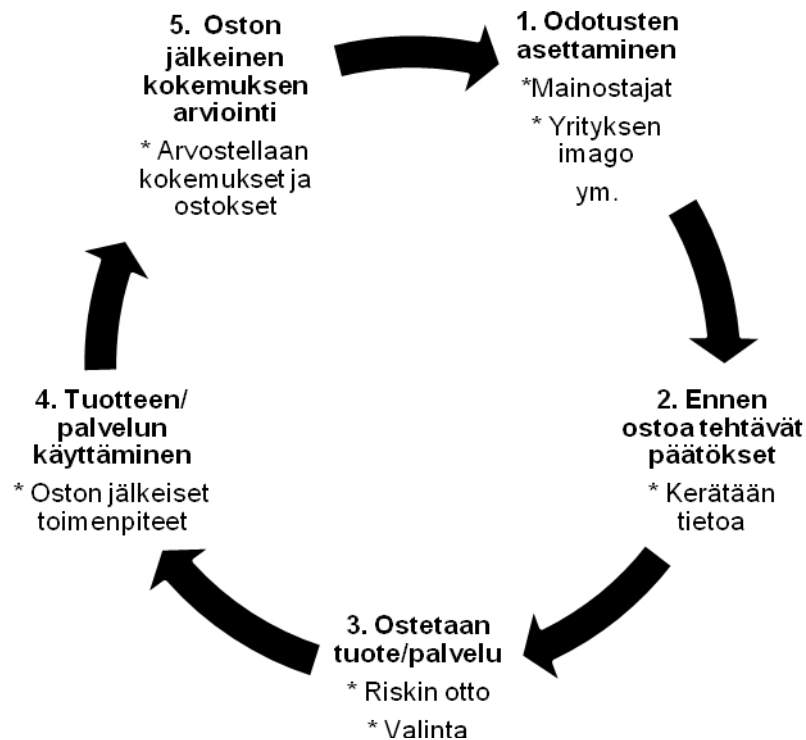 1. Odotusten
asettaminen
*Mainostajat
* Yrityksen
imago
ym.
2. Ennen
ostoa tehtävät
päätökset
* Kerätään
tietoa
3. Ostetaan
tuote/palvelu
* Riskin otto
* Valinta
4. Tuotteen/
palvelun
käyttäminen
* Oston jälkeiset
toimenpiteet
5. Oston
jälkeinen
kokemuksen
arviointi
* Arvostellaan
kokemukset ja
ostokset